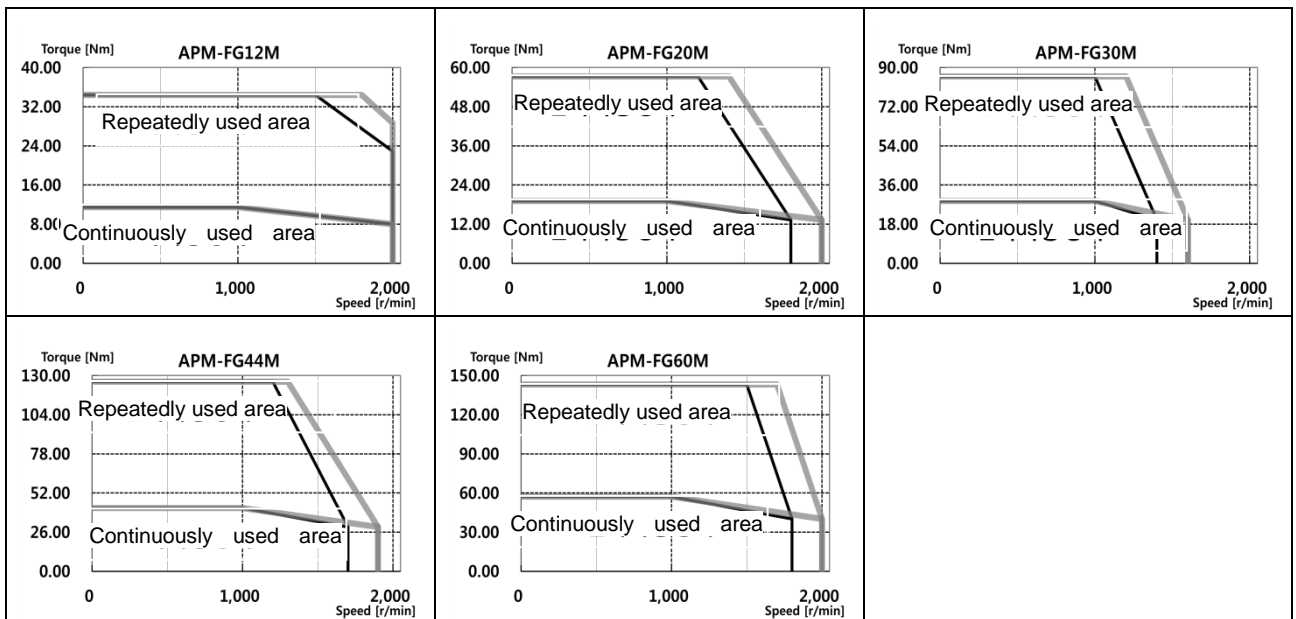 Torque [Nm] APM-FG12M
40.00
32.00
Repeatedly used area
24.00
16.00
8.00
Continuously used area
0.00
0 1,000 2,000
Speed [r/min]
Torque [Nm] APM-FG20M
60.00
Repeatedly used area
48.00
36.00
24.00
12.00
Continuously used area
0.00
0 1,000 2,000
Speed [r/min]
Torque [Nm] APM-FG30M
90.00
Repeatedly used area
72.00
54.00
36.00
18.00
Continuously used area
0.00
0 1,000 2,000
Speed [r/min]
Torque [Nm] APM-FG44M
130.00
Repeatedly used area
104.00
78.00
52.00
26.00
Continuously used area
0.00
0 1,000 2,000
Speed [r/min]
Torque [Nm] APM-FG60M
150.00
Repeatedly used area
120.00
90.00
60.00
Continuously used area
30.00
0.00
0 1,000 2,000
Speed [r/min]